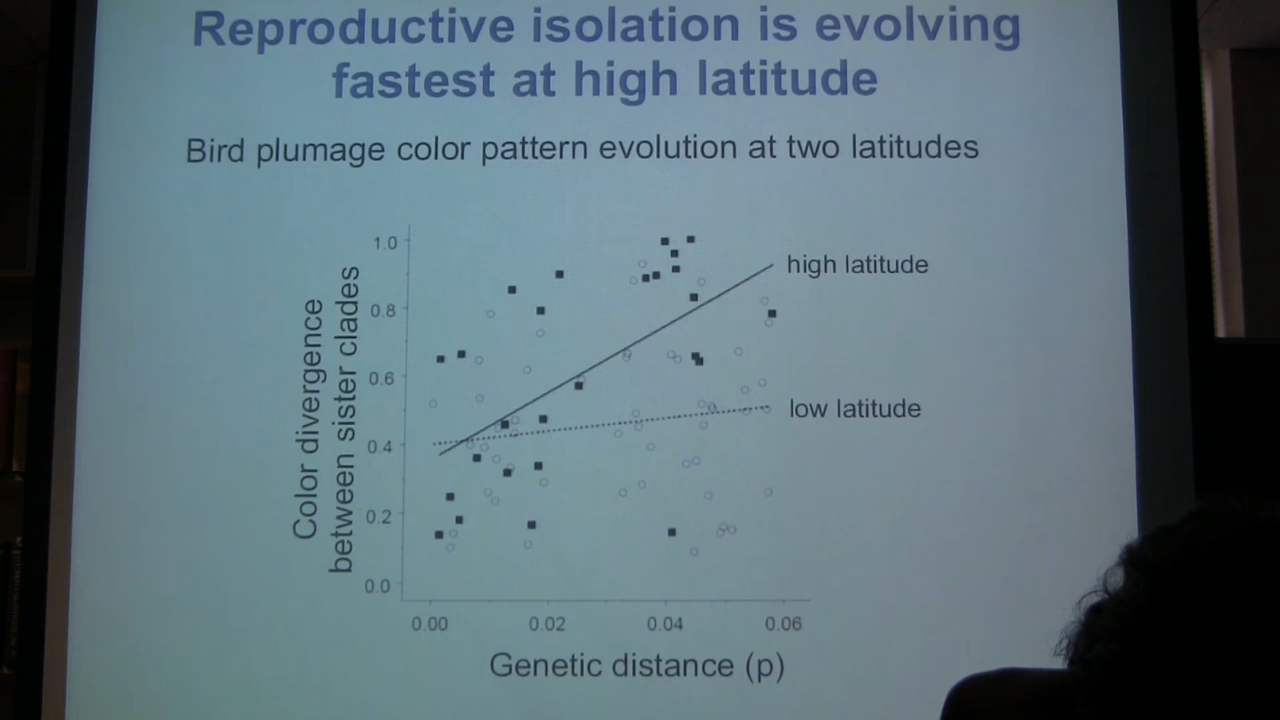 Reproductive isolation is evolving
fastest at high latitude
Bird plumage color pattern evolution at two latitudes
Color divergence
between sister clades
1.0
0.8
0.6
0.4
0.2
0.0
high latitude
low latitude
0.00 0.02 0.04 0.06
Genetic distance (p)